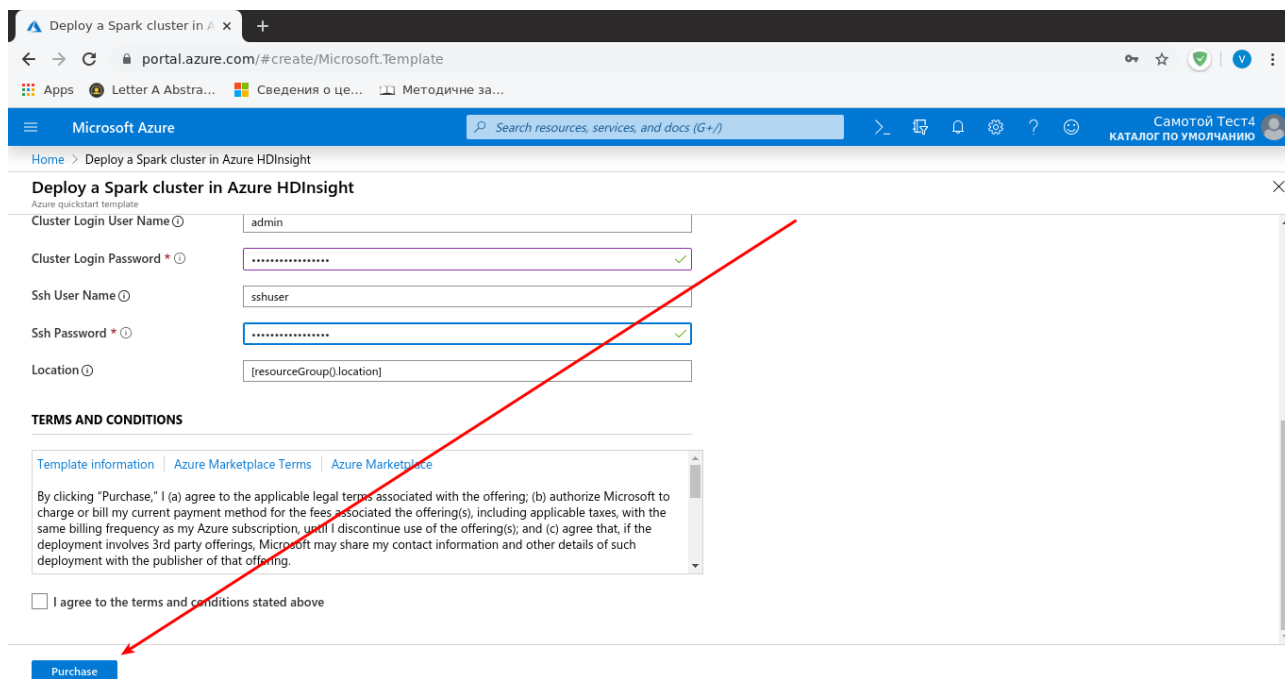 Deploy a Spark cluster in A
portal.azure.com/#create/Microsoft.Template
V
Apps
Letter A Abstra...
Сведения о це...
Методичне за...
Microsoft Azure
Search resources, services, and docs (G+/)
Самотой Тест4
КАТАЛОГ ПО УМОЛЧАНИЮ
Home > Deploy a Spark cluster in Azure HDInsight
Deploy a Spark cluster in Azure HDInsight
Azure quickstart template
Cluster Login User Name
admin
Cluster Login Password *
•••••••••••••••••
Ssh User Name
sshuser
Ssh Password *
•••••••••••••••••
Location
[resourceGroup().location]
TERMS AND CONDITIONS
Template information | Azure Marketplace Terms | Azure Marketplace
By clicking "Purchase," I (a) agree to the applicable legal terms associated with the offering; (b) authorize Microsoft to
charge or bill my current payment method for the fees associated the offering(s), including applicable taxes, with the
same billing frequency as my Azure subscription, until I discontinue use of the offering(s); and (c) agree that, if the
deployment involves 3rd party offerings, Microsoft may share my contact information and other details of such
deployment with the publisher of that offering.
I agree to the terms and conditions stated above
Purchase